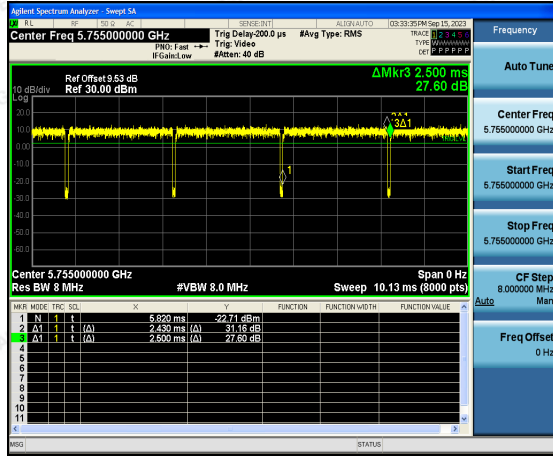 Agilent Spectrum Analyzer - Swept SA
RL RF 50 Ω AC SENSE:INT ALIGN AUTO 03:33:35 PM Sep 15, 2023
Center Freq 5.755000000 GHz
PNO: Fast
IFGain:Low
Trig Delay-200.0 µs
Trig: Video
#Atten: 40 dB
#Avg Type: RMS
TRACE 1 2 3 4 5 6
TYPE
DET P P P P P P
Ref Offset 9.53 dB
10 dB/div Ref 30.00 dBm
Log
ΔMkr3 2.500 ms
27.60 dB
20.0
10.0
0.00
-10.0
-20.0
-30.0
-40.0
-50.0
-60.0
3Δ1
1
Center 5.755000000 GHz Span 0 Hz
Res BW 8 MHz #VBW 8.0 MHz Sweep 10.13 ms (8000 pts)
MKR MODE TRC SCL X Y FUNCTION FUNCTION WIDTH FUNCTION VALUE
1 N 1 t 5.820 ms -22.71 dBm
2 Δ1 1 t (Δ) 2.430 ms (Δ) 31.16 dB
3 Δ1 1 t (Δ) 2.500 ms (Δ) 27.60 dB
4
5
6
7
8
9
10
11
MSG STATUS
Frequency
Auto Tune
Center Freq
5.755000000 GHz
Start Freq
5.755000000 GHz
Stop Freq
5.755000000 GHz
CF Step
8.000000 MHz
Auto Man
Freq Offset
0 Hz